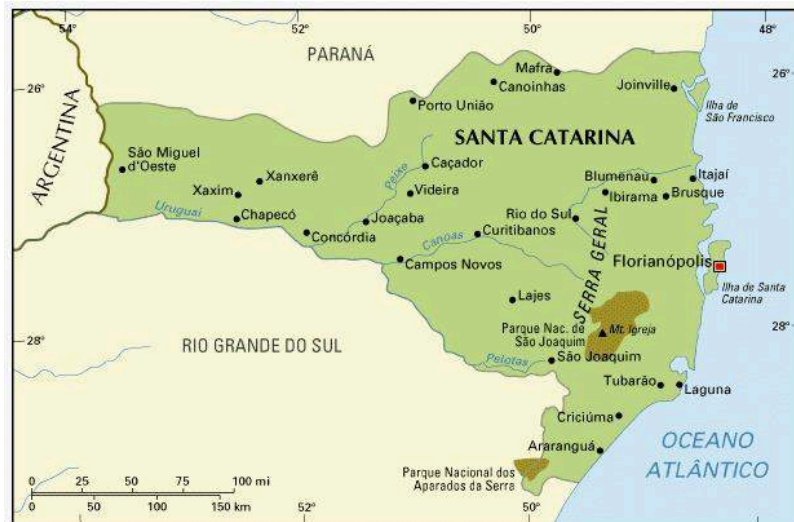 54°
52°
50°
48°
PARANÁ
26°
26°
Mafra
Canoinhas
Joinville
Porto União
Ilha de
São Francisco
ARGENTINA
SANTA CATARINA
São Miguel
d'Oeste
Xanxerê
Xaxim
Caçador
Peixe
Videira
Blumenau
Itajaí
Ibirama
Brusque
Uruguai
Chapecó
Joaçaba
Rio do Sul
Concórdia
Canoas
Curitibanos
Campos Novos
SERRA GERAL
Florianópolis
Ilha de Santa
Catarina
Lajes
28°
28°
RIO GRANDE DO SUL
Parque Nac. de
São Joaquim
Mt. Igreja
Pelotas
São Joaquim
Tubarão
Laguna
Criciúma
Araranguá
OCEANO
ATLÂNTICO
Parque Nacional dos
Aparados da Serra
0 25 50 75 100 mi
0 50 100 150 km
52°
50°